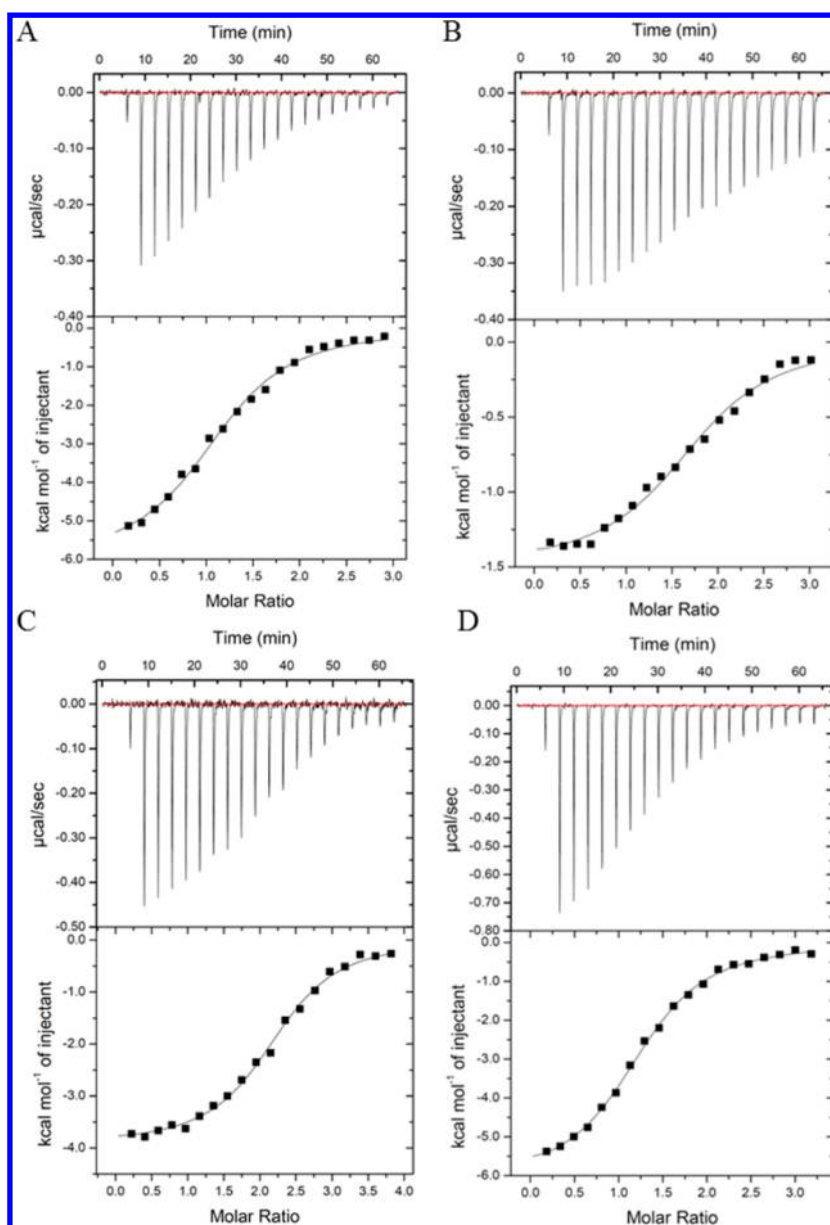 A
Time (min)
0 10 20 30 40 50 60
0.00
-0.10
-0.20
-0.30
-0.40
µcal/sec
0.0
-1.0
-2.0
-3.0
-4.0
-5.0
-6.0
kcal mol⁻¹ of injectant
0.0 0.5 1.0 1.5 2.0 2.5 3.0
Molar Ratio
B
Time (min)
0 10 20 30 40 50 60
0.00
-0.10
-0.20
-0.30
-0.40
µcal/sec
0.0
-0.5
-1.0
-1.5
kcal mol⁻¹ of injectant
0.0 0.5 1.0 1.5 2.0 2.5 3.0
Molar Ratio
C
Time (min)
0 10 20 30 40 50 60
0.00
-0.10
-0.20
-0.30
-0.40
-0.50
µcal/sec
0.0
-1.0
-2.0
-3.0
-4.0
kcal mol⁻¹ of injectant
0.0 0.5 1.0 1.5 2.0 2.5 3.0 3.5 4.0
Molar Ratio
D
Time (min)
0 10 20 30 40 50 60
0.00
-0.10
-0.20
-0.30
-0.40
-0.50
-0.60
-0.70
-0.80
µcal/sec
0.0
-1.0
-2.0
-3.0
-4.0
-5.0
-6.0
kcal mol⁻¹ of injectant
0.0 0.5 1.0 1.5 2.0 2.5 3.0
Molar Ratio